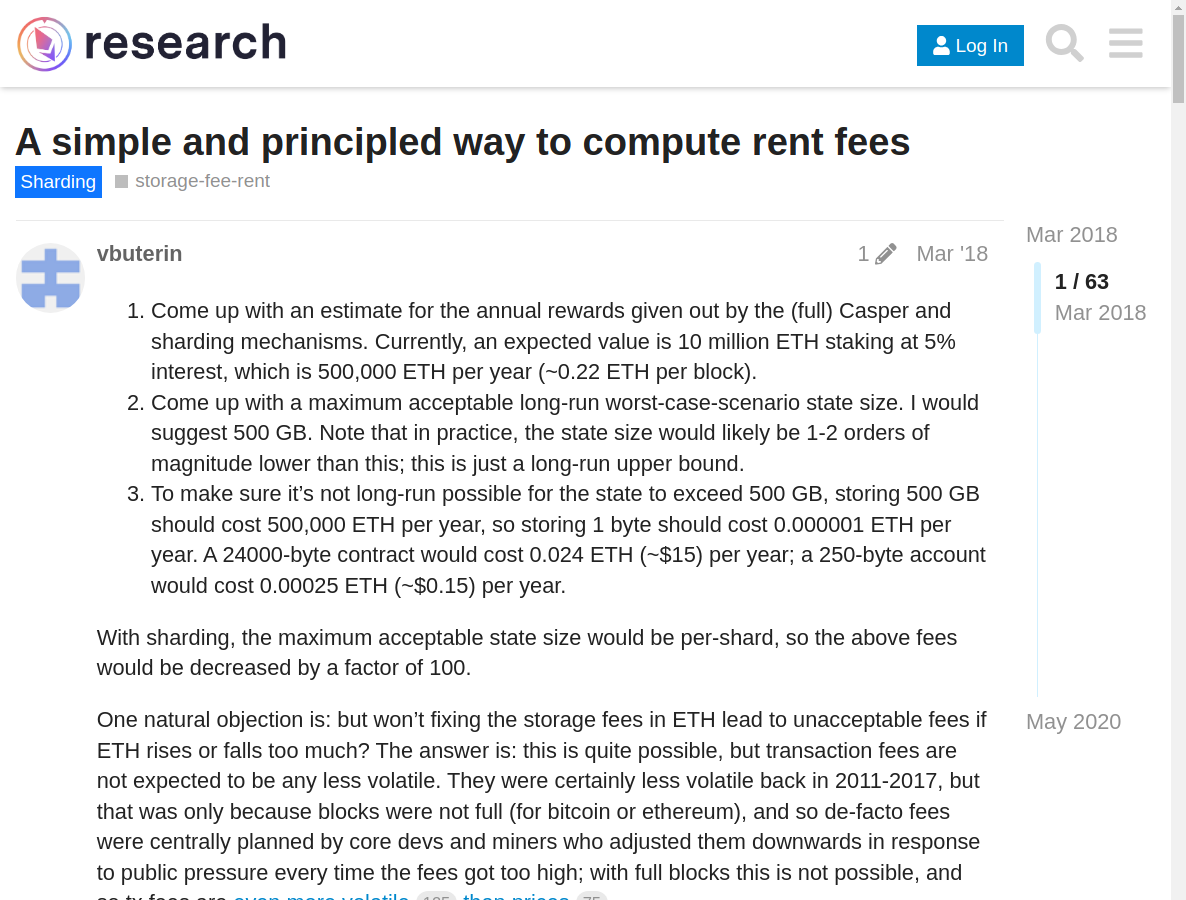 research
Log In
A simple and principled way to compute rent fees
Sharding storage-fee-rent
Mar 2018
vbuterin 1 Mar '18
1 / 63
Mar 2018
1. Come up with an estimate for the annual rewards given out by the (full) Casper and
sharding mechanisms. Currently, an expected value is 10 million ETH staking at 5%
interest, which is 500,000 ETH per year (~0.22 ETH per block).
2. Come up with a maximum acceptable long-run worst-case-scenario state size. I would
suggest 500 GB. Note that in practice, the state size would likely be 1-2 orders of
magnitude lower than this; this is just a long-run upper bound.
3. To make sure it’s not long-run possible for the state to exceed 500 GB, storing 500 GB
should cost 500,000 ETH per year, so storing 1 byte should cost 0.000001 ETH per
year. A 24000-byte contract would cost 0.024 ETH (~$15) per year; a 250-byte account
would cost 0.00025 ETH (~$0.15) per year.
With sharding, the maximum acceptable state size would be per-shard, so the above fees
would be decreased by a factor of 100.
One natural objection is: but won’t fixing the storage fees in ETH lead to unacceptable fees if
ETH rises or falls too much? The answer is: this is quite possible, but transaction fees are
not expected to be any less volatile. They were certainly less volatile back in 2011-2017, but
that was only because blocks were not full (for bitcoin or ethereum), and so de-facto fees
were centrally planned by core devs and miners who adjusted them downwards in response
to public pressure every time the fees got too high; with full blocks this is not possible, and
so tx fees are even more volatile than prices 75
May 2020